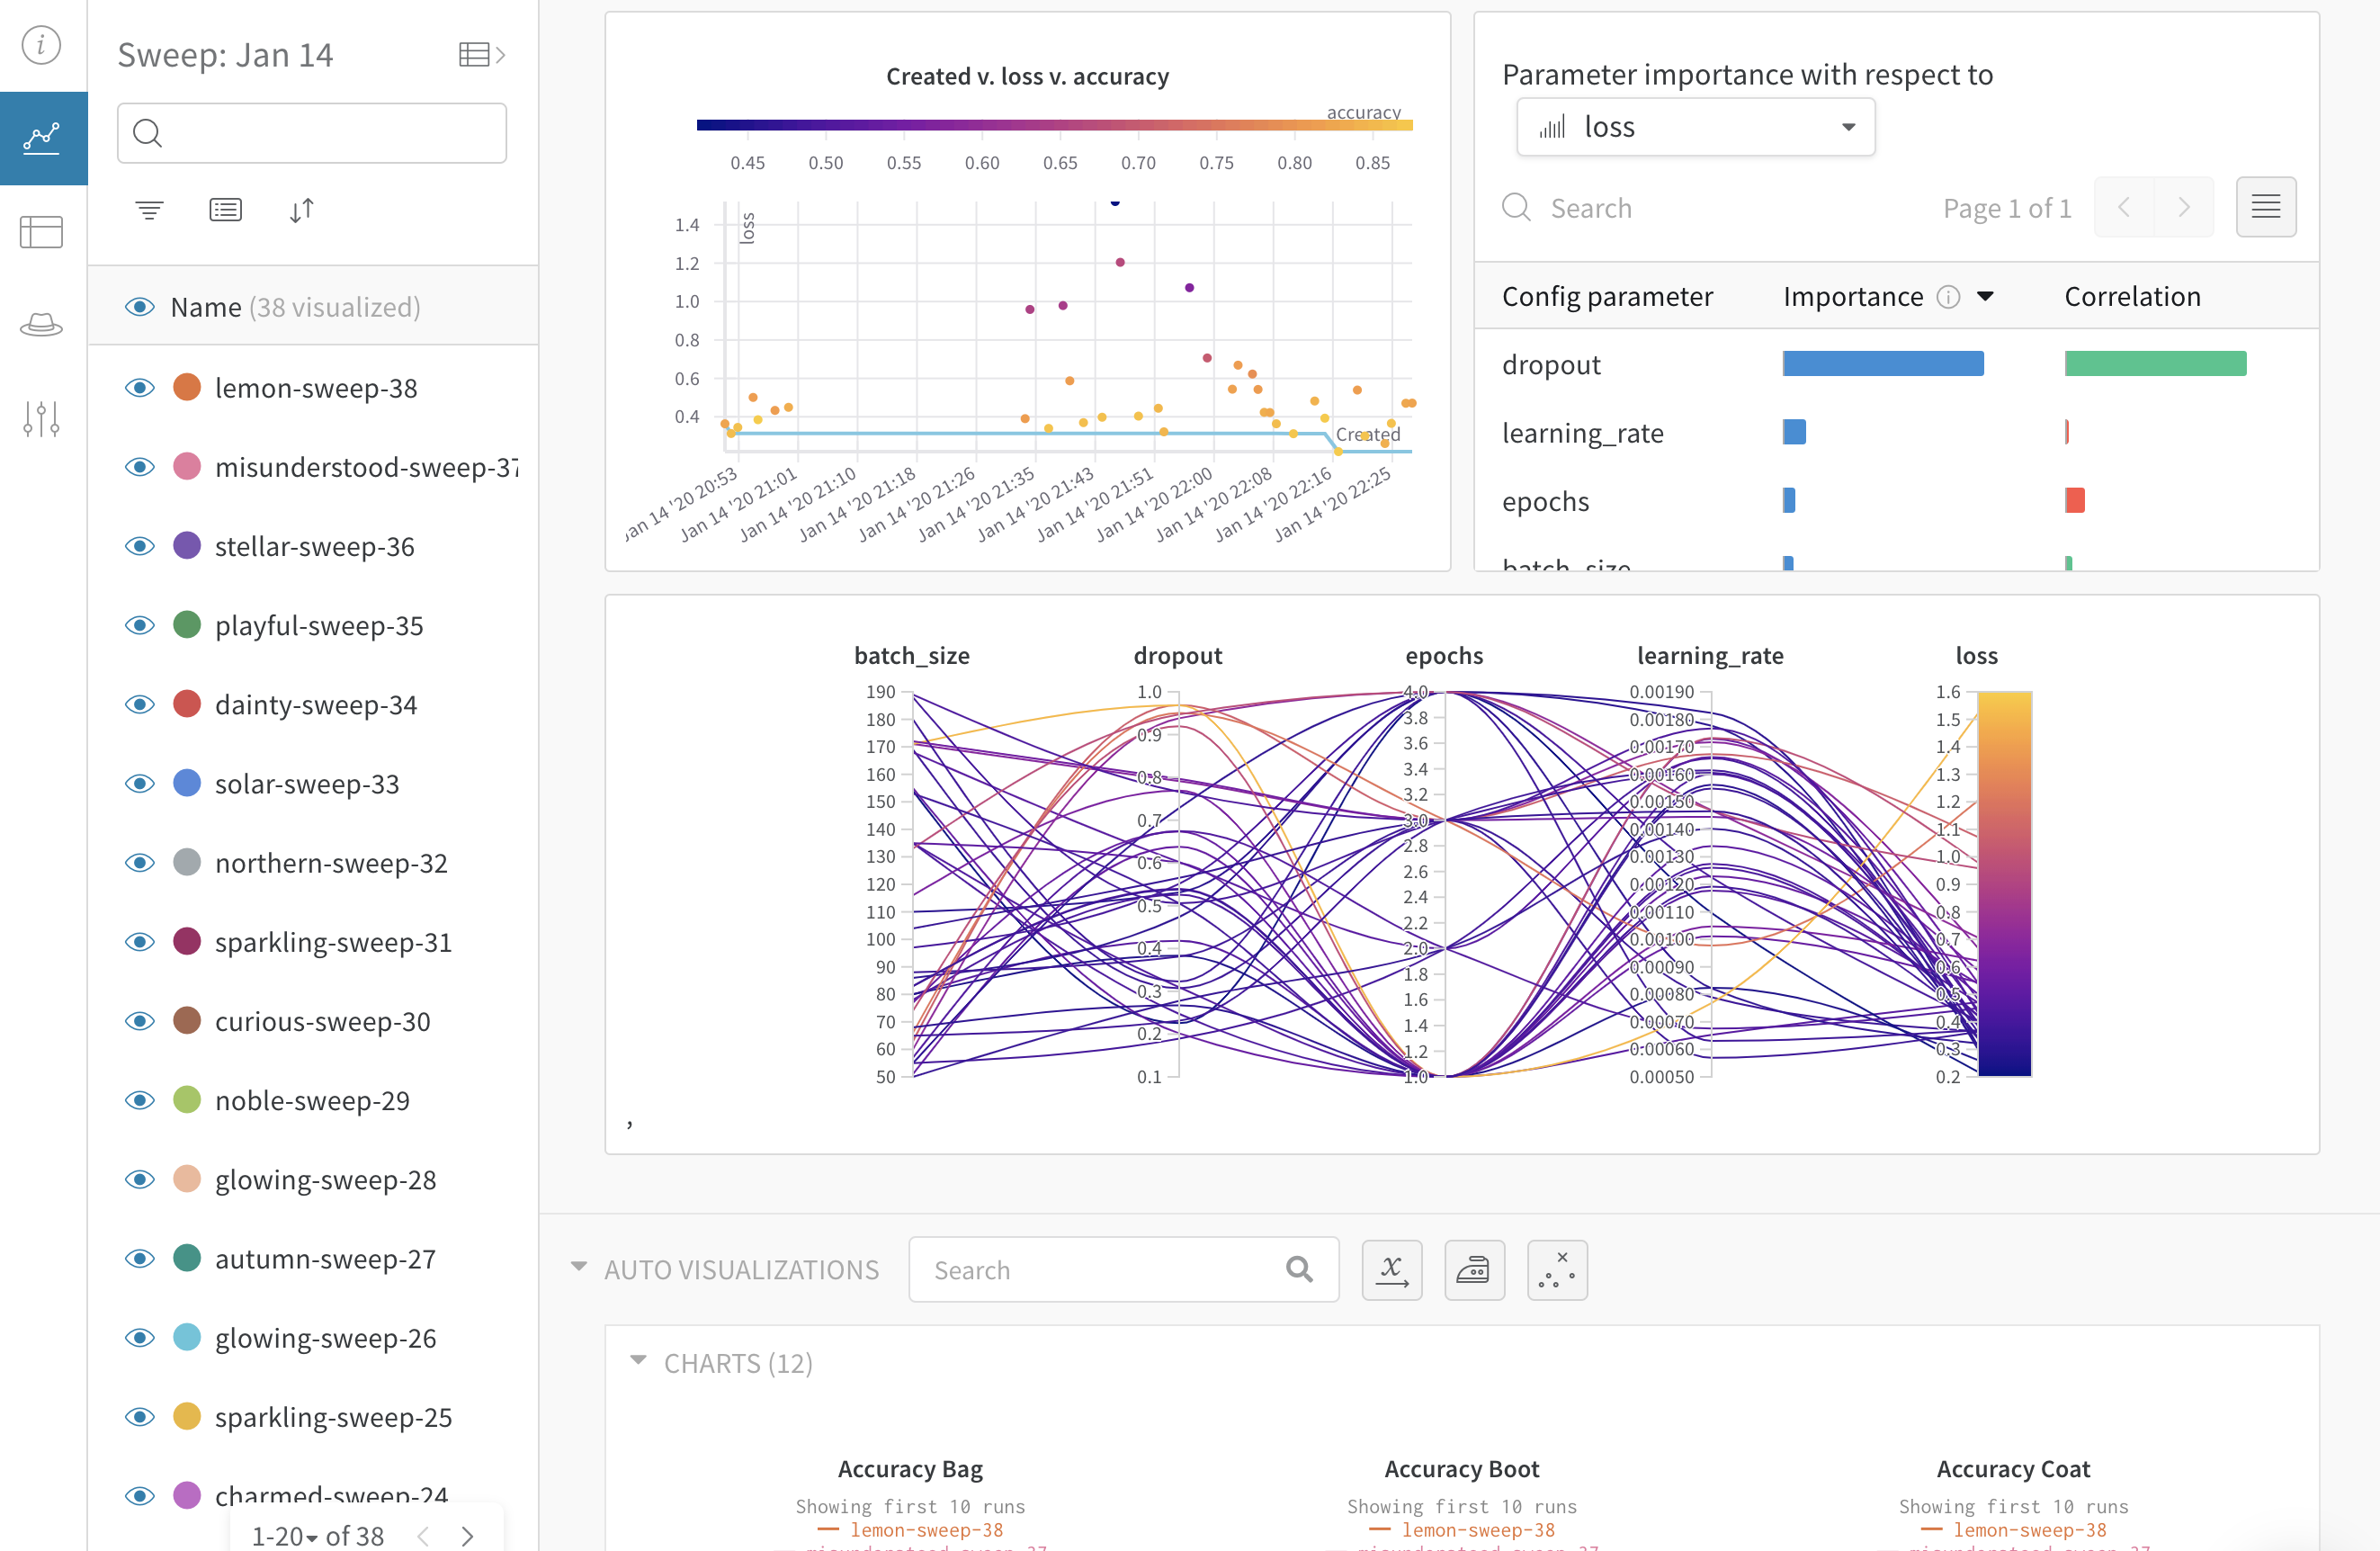 Sweep: Jan 14
Name (38 visualized)
lemon-sweep-38
misunderstood-sweep-37
stellar-sweep-36
playful-sweep-35
dainty-sweep-34
solar-sweep-33
northern-sweep-32
sparkling-sweep-31
curious-sweep-30
noble-sweep-29
glowing-sweep-28
autumn-sweep-27
glowing-sweep-26
sparkling-sweep-25
charmed-sweep-24
1-20 of 38
Created v. loss v. accuracy
accuracy
0.45 0.50 0.55 0.60 0.65 0.70 0.75 0.80 0.85
loss
1.4
1.2
1.0
0.8
0.6
0.4
Created
Jan 14 '20 20:53
Jan 14 '20 21:01
Jan 14 '20 21:10
Jan 14 '20 21:18
Jan 14 '20 21:26
Jan 14 '20 21:35
Jan 14 '20 21:43
Jan 14 '20 21:51
Jan 14 '20 22:00
Jan 14 '20 22:08
Jan 14 '20 22:16
Jan 14 '20 22:25
Parameter importance with respect to
loss
Search
Page 1 of 1
Config parameter Importance Correlation
dropout
learning_rate
epochs
batch_size
batch_size
190
180
170
160
150
140
130
120
110
100
90
80
70
60
50
dropout
1.0
0.9
0.8
0.7
0.6
0.5
0.4
0.3
0.2
0.1
epochs
4.0
3.8
3.6
3.4
3.2
3.0
2.8
2.6
2.4
2.2
2.0
1.8
1.6
1.4
1.2
1.0
learning_rate
0.00190
0.00180
0.00170
0.00160
0.00150
0.00140
0.00130
0.00120
0.00110
0.00100
0.00090
0.00080
0.00070
0.00060
0.00050
loss
1.6
1.5
1.4
1.3
1.2
1.1
1.0
0.9
0.8
0.7
0.6
0.5
0.4
0.3
0.2
,
AUTO VISUALIZATIONS
Search
CHARTS (12)
Accuracy Bag
Showing first 10 runs
lemon-sweep-38
misunderstood-sweep-37
Accuracy Boot
Showing first 10 runs
lemon-sweep-38
misunderstood-sweep-37
Accuracy Coat
Showing first 10 runs
lemon-sweep-38
misunderstood-sweep-37